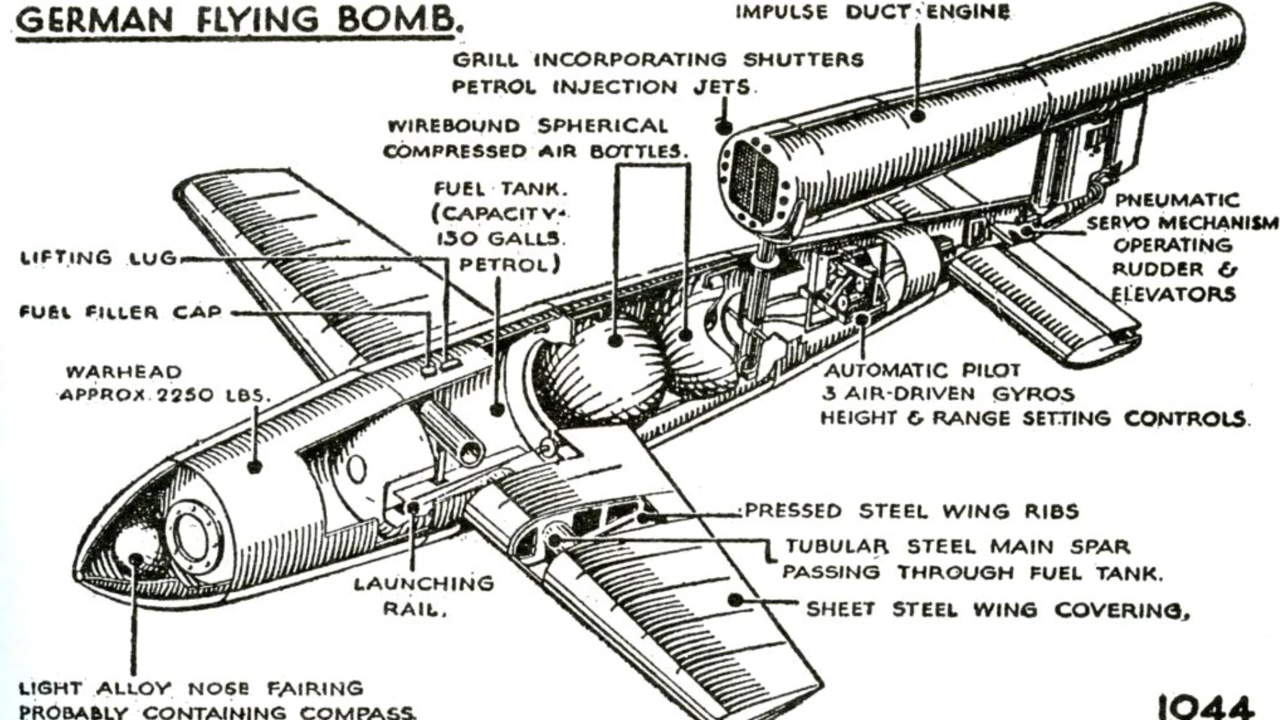 GERMAN FLYING BOMB.
IMPULSE DUCT ENGINE
GRILL INCORPORATING SHUTTERS
PETROL INJECTION JETS.
WIREBOUND SPHERICAL
COMPRESSED AIR BOTTLES.
FUEL TANK.
(CAPACITY-
130 GALLS.
PETROL)
LIFTING LUG
FUEL FILLER CAP
WARHEAD
APPROX. 2250 LBS.
PNEUMATIC
SERVO MECHANISM
OPERATING
RUDDER &
ELEVATORS
AUTOMATIC PILOT
3 AIR-DRIVEN GYROS
HEIGHT & RANGE SETTING CONTROLS.
PRESSED STEEL WING RIBS
TUBULAR STEEL MAIN SPAR
PASSING THROUGH FUEL TANK.
SHEET STEEL WING COVERING,
LAUNCHING
RAIL.
LIGHT ALLOY NOSE FAIRING
PROBABLY CONTAINING COMPASS.
1044